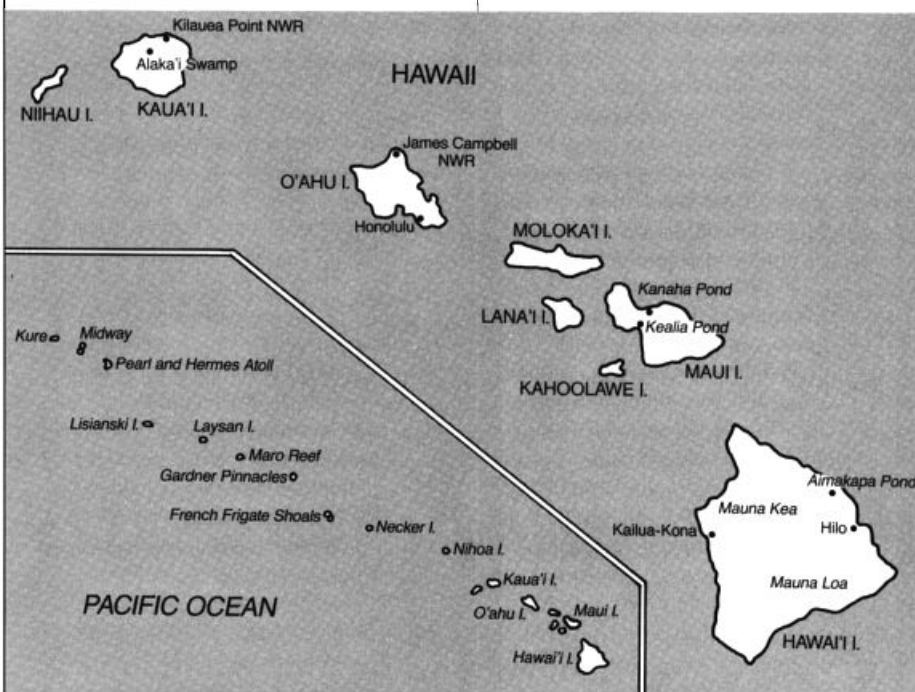 Kilauea Point NWR
Alaka'i Swamp
NIIHAU I.
KAUA'I I.
HAWAII
James Campbell
NWR
O'AHU I.
Honolulu
MOLOKA'I I.
Kanaha Pond
LANA'I I.
Kealia Pond
MAUI I.
KAHOOLAWE I.
Aimakapa Pond
Mauna Kea
Kailua-Kona
Hilo
Mauna Loa
HAWAI'I I.
Kure
Midway
Pearl and Hermes Atoll
Lisianski I.
Laysan I.
Maro Reef
Gardner Pinnacles
French Frigate Shoals
Necker I.
Nihoa I.
Kaua'i I.
O'ahu I.
Maui I.
Hawai'i I.
PACIFIC OCEAN